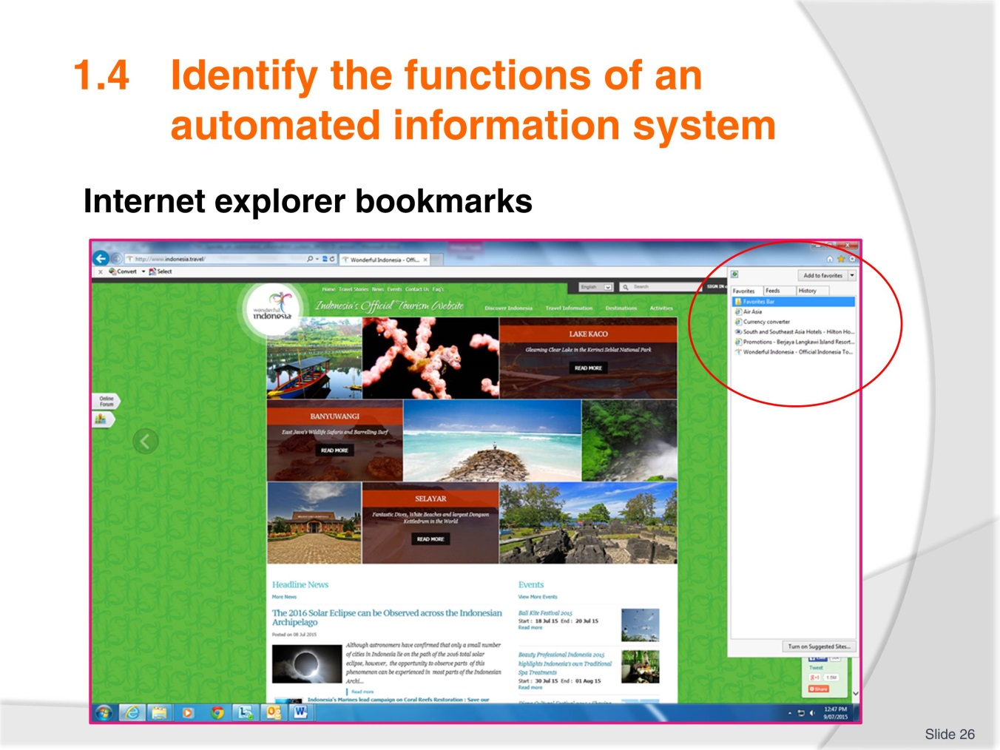 1.4 Identify the functions of an
automated information system
Internet explorer bookmarks
http://www.indonesia.travel/
Wonderful Indonesia - Offi...
x Convert Select
Add to favorites
Favorites Feeds History
Favorites Bar
Air Asia
Currency converter
South and Southeast Asia Hotels - Hilton Ho...
Promotions - Berjaya Langkawi Island Resort...
Wonderful Indonesia - Official Indonesia To...
Turn on Suggested Sites...
Home Travel Stories News Events Contact Us Faq's
English Search SIGN IN
wonderful
indonesia
Indonesia's Official Tourism Website
Discover Indonesia Travel Information Destinations Activities
LAKE KACO
Gleaming Clear Lake in the Kerinci Seblat National Park
READ MORE
Online
Forum
BANYUWANGI
East Java's Wildlife Safaris and Barrelling Surf
READ MORE
SELAYAR
Fantastic Dives, White Beaches and largest Dongson
Kettledrum in the World
READ MORE
Headline News
More News
The 2016 Solar Eclipse can be Observed across the Indonesian
Archipelago
Posted on 08 Jul 2015
Although astronomers have confirmed that only a small number
of cities in Indonesia lie on the path of the 2016 total solar
eclipse, however, the opportunity to observe parts of this
phenomenon can be experienced in most parts of the Indonesian
Archi...
Read more
Indonesia's Marines lead campaign on Coral Reefs Restoration : Save our
Events
View More Events
Bali Kite Festival 2015
Start : 18 Jul 15 End : 20 Jul 15
Read more
Beauty Professional Indonesia 2015
highlights Indonesia's own Traditional
Spa Treatments
Start : 30 Jul 15 End : 01 Aug 15
Read more
Tweet
g+1 1.5M
Share
12:47 PM
9/07/2015
Slide 26